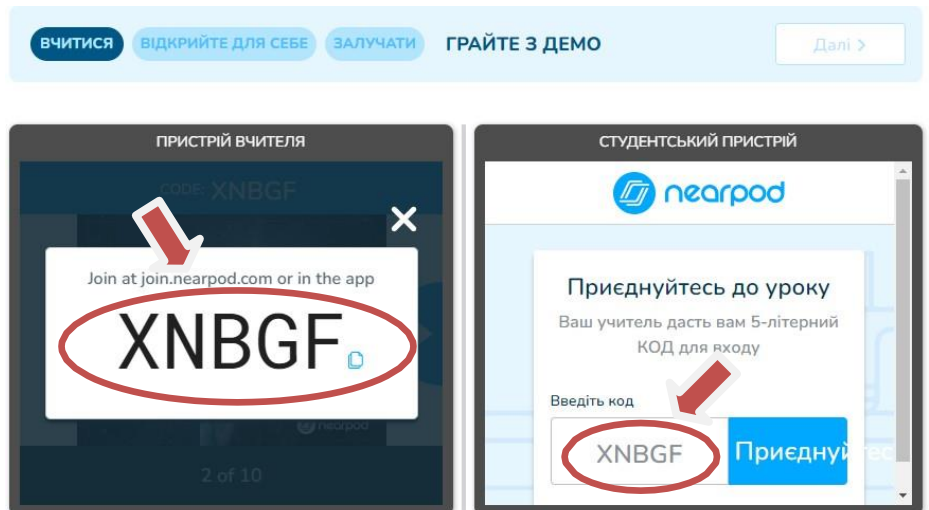 ВЧИТИСЯ ВІДКРИЙТЕ ДЛЯ СЕБЕ ЗАЛУЧАТИ ГРАЙТЕ З ДЕМО Далі >
ПРИСТРІЙ ВЧИТЕЛЯ
CODE: XNBGF
Join at join.nearpod.com or in the app
XNBGF
nearpod
2 of 10
СТУДЕНТСЬКИЙ ПРИСТРІЙ
nearpod
Приєднуйтесь до уроку
Ваш учитель дасть вам 5-літерний
КОД для входу
Введіть код
XNBGF Приєднуйтес